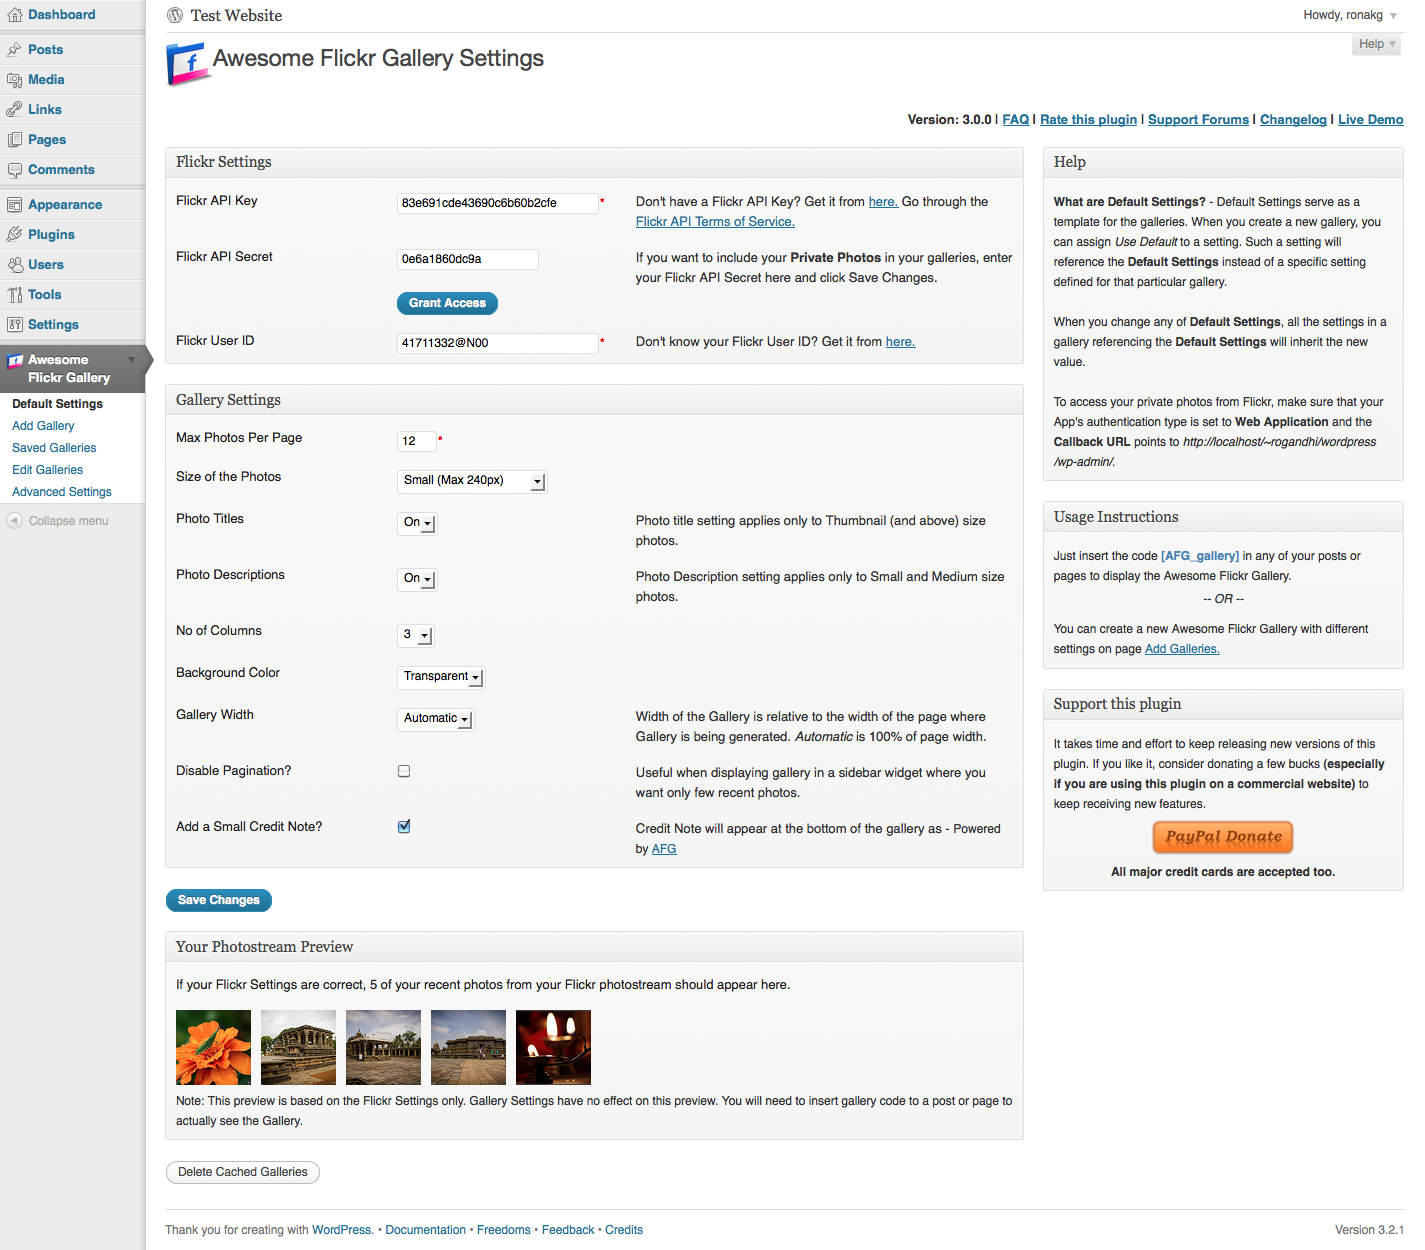 Dashboard
Posts
Media
Links
Pages
Comments
Appearance
Plugins
Users
Tools
Settings
Awesome
Flickr Gallery
Default Settings
Add Gallery
Saved Galleries
Edit Galleries
Advanced Settings
Collapse menu
Test Website
Howdy, ronakg
Help
Awesome Flickr Gallery Settings
Version: 3.0.0 | FAQ | Rate this plugin | Support Forums | Changelog | Live Demo
Flickr Settings
Flickr API Key
83e691cde43690c6b60b2cfe
*
Don't have a Flickr API Key? Get it from here. Go through the
Flickr API Terms of Service.
Flickr API Secret
0e6a1860dc9a
If you want to include your Private Photos in your galleries, enter
your Flickr API Secret here and click Save Changes.
Grant Access
Flickr User ID
41711332@N00
*
Don't know your Flickr User ID? Get it from here.
Gallery Settings
Max Photos Per Page
12
*
Size of the Photos
Small (Max 240px)
Photo Titles
On
Photo title setting applies only to Thumbnail (and above) size
photos.
Photo Descriptions
On
Photo Description setting applies only to Small and Medium size
photos.
No of Columns
3
Background Color
Transparent
Gallery Width
Automatic
Width of the Gallery is relative to the width of the page where
Gallery is being generated. Automatic is 100% of page width.
Disable Pagination?
Useful when displaying gallery in a sidebar widget where you
want only few recent photos.
Add a Small Credit Note?
Credit Note will appear at the bottom of the gallery as - Powered
by AFG
Save Changes
Your Photostream Preview
If your Flickr Settings are correct, 5 of your recent photos from your Flickr photostream should appear here.
Note: This preview is based on the Flickr Settings only. Gallery Settings have no effect on this preview. You will need to insert gallery code to a post or page to
actually see the Gallery.
Delete Cached Galleries
Help
What are Default Settings? - Default Settings serve as a
template for the galleries. When you create a new gallery, you
can assign Use Default to a setting. Such a setting will
reference the Default Settings instead of a specific setting
defined for that particular gallery.
When you change any of Default Settings, all the settings in a
gallery referencing the Default Settings will inherit the new
value.
To access your private photos from Flickr, make sure that your
App's authentication type is set to Web Application and the
Callback URL points to http://localhost/~rogandhi/wordpress
/wp-admin/.
Usage Instructions
Just insert the code [AFG_gallery] in any of your posts or
pages to display the Awesome Flickr Gallery.
-- OR --
You can create a new Awesome Flickr Gallery with different
settings on page Add Galleries.
Support this plugin
It takes time and effort to keep releasing new versions of this
plugin. If you like it, consider donating a few bucks (especially
if you are using this plugin on a commercial website) to
keep receiving new features.
PayPal Donate
All major credit cards are accepted too.
Thank you for creating with WordPress. • Documentation • Freedoms • Feedback • Credits
Version 3.2.1